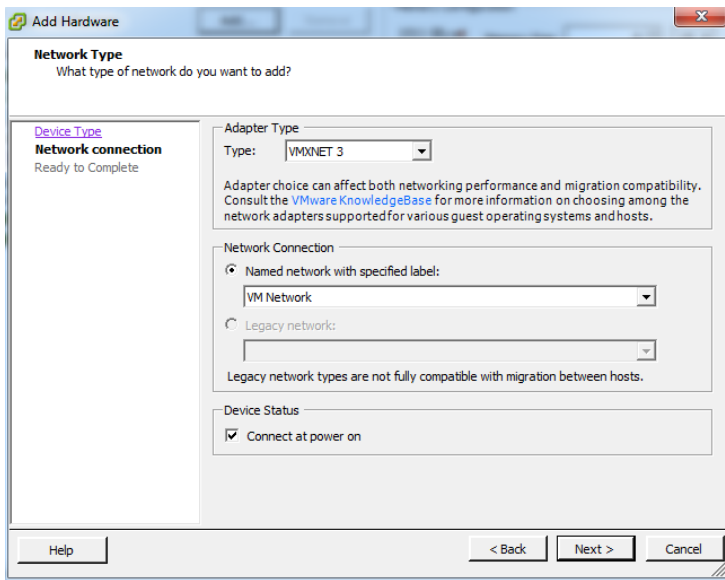 Add Hardware
Network Type
What type of network do you want to add?
Device Type
Network connection
Ready to Complete
Adapter Type
Type: VMXNET 3
Adapter choice can affect both networking performance and migration compatibility.
Consult the VMware KnowledgeBase for more information on choosing among the
network adapters supported for various guest operating systems and hosts.
Network Connection
Named network with specified label:
VM Network
Legacy network:
Legacy network types are not fully compatible with migration between hosts.
Device Status
Connect at power on
Help
< Back
Next >
Cancel